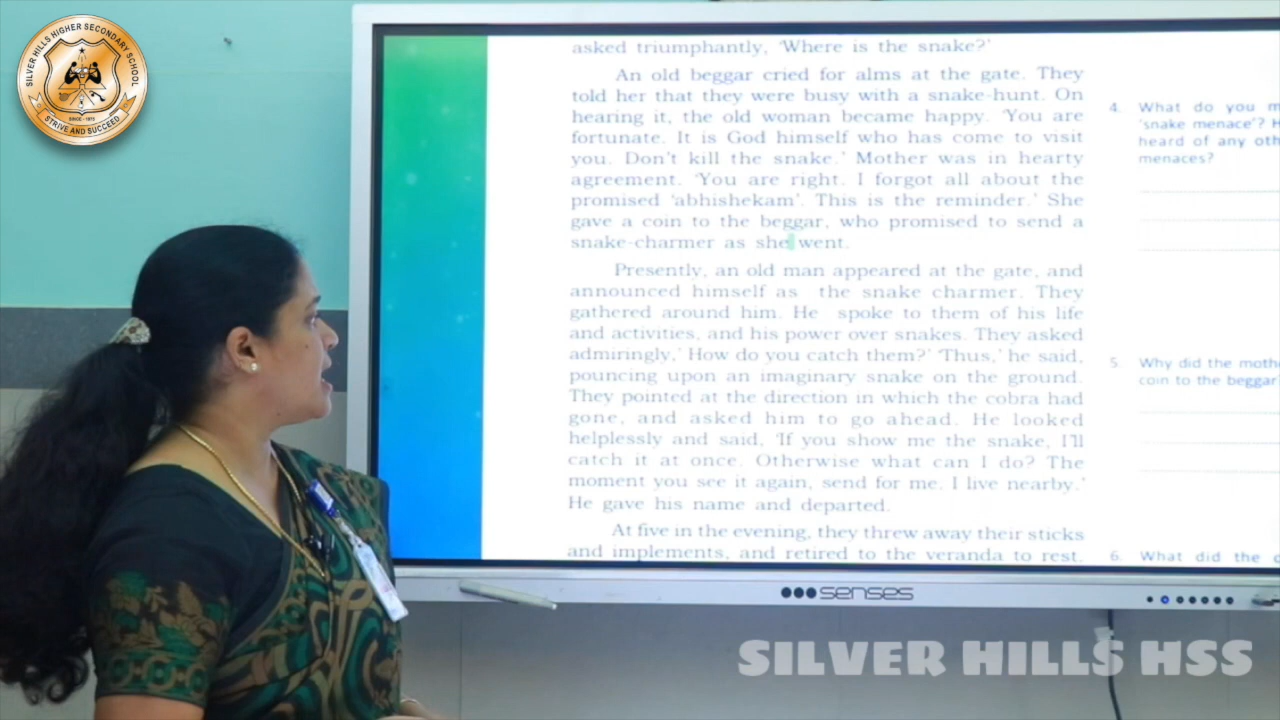 SILVER HILLS HIGHER SECONDARY SCHOOL
SINCE - 1972
STRIVE AND SUCCEED
asked triumphantly, 'Where is the snake?'
An old beggar cried for alms at the gate. They
told her that they were busy with a snake-hunt. On
hearing it, the old woman became happy. 'You are
fortunate. It is God himself who has come to visit
you. Don't kill the snake.' Mother was in hearty
agreement. 'You are right. I forgot all about the
promised 'abhishekam'. This is the reminder.' She
gave a coin to the beggar, who promised to send a
snake-charmer as she went.
Presently, an old man appeared at the gate, and
announced himself as the snake charmer. They
gathered around him. He spoke to them of his life
and activities, and his power over snakes. They asked
admiringly,' How do you catch them?' 'Thus,' he said,
pouncing upon an imaginary snake on the ground.
They pointed at the direction in which the cobra had
gone, and asked him to go ahead. He looked
helplessly and said, 'If you show me the snake, I'll
catch it at once. Otherwise what can I do? The
moment you see it again, send for me. I live nearby.'
He gave his name and departed.
At five in the evening, they threw away their sticks
and implements, and retired to the veranda to rest.
4. What do you m
'snake menace'? H
heard of any oth
menaces?
5. Why did the moth
coin to the beggar
6. What did the
senses
SILVER HILLS HSS